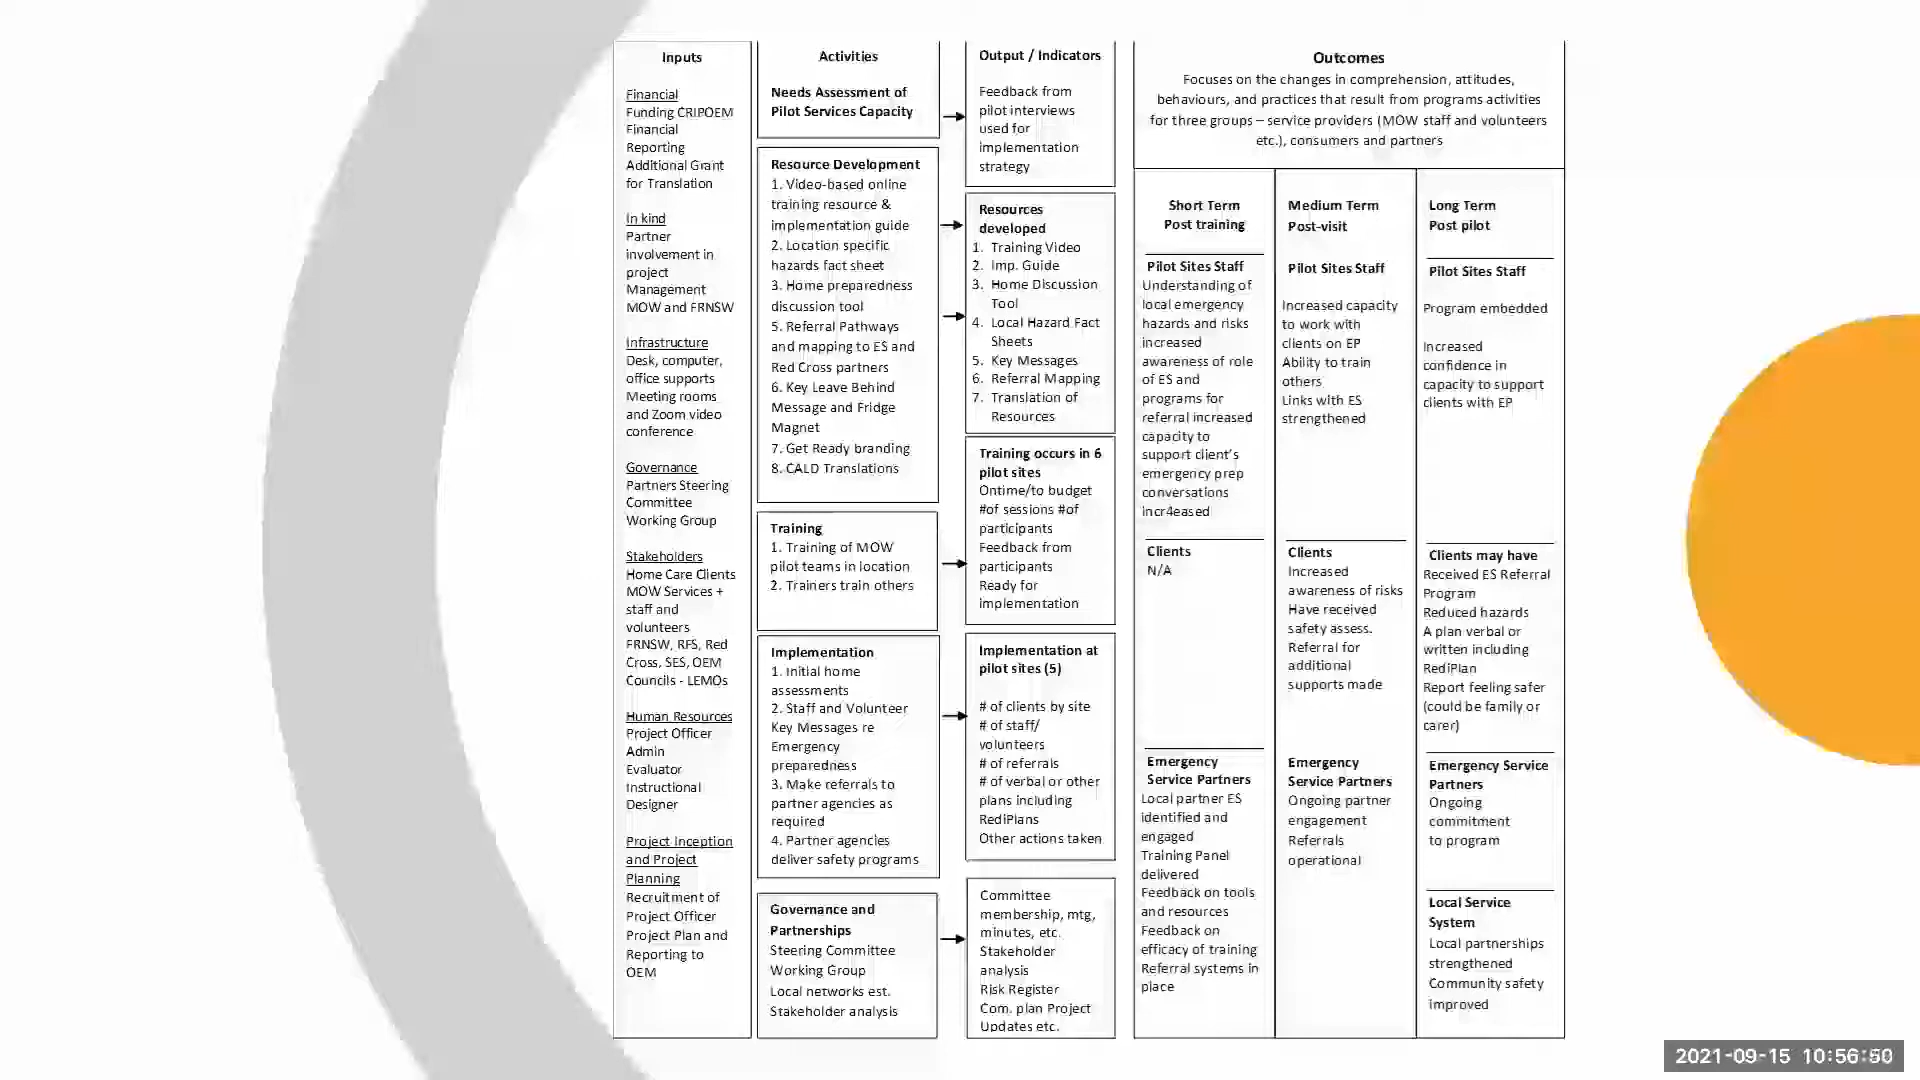 Inputs
Financial
Funding CRIPOEM
Financial
Reporting
Additional Grant
for Translation
In kind
Partner
involvement in
project
Management
MOW and FRNSW
Infrastructure
Desk, computer,
office supports
Meeting rooms
and Zoom video
conference
Governance
Partners Steering
Committee
Working Group
Stakeholders
Home Care Clients
MOW Services +
staff and
volunteers
FRNSW, RFS, Red
Cross, SES, OEM
Councils - LEMOs
Human Resources
Project Officer
Admin
Evaluator
Instructional
Designer
Project Inception
and Project
Planning
Recruitment of
Project Officer
Project Plan and
Reporting to
OEM
Activities
Needs Assessment of
Pilot Services Capacity
Resource Development
1. Video-based online
training resource &
implementation guide
2. Location specific
hazards fact sheet
3. Home preparedness
discussion tool
5. Referral Pathways
and mapping to ES and
Red Cross partners
6. Key Leave Behind
Message and Fridge
Magnet
7. Get Ready branding
8. CALD Translations
Training
1. Training of MOW
pilot teams in location
2. Trainers train others
Implementation
1. Initial home
assessments
2. Staff and Volunteer
Key Messages re
Emergency
preparedness
3. Make referrals to
partner agencies as
required
4. Partner agencies
deliver safety programs
Governance and
Partnerships
Steering Committee
Working Group
Local networks est.
Stakeholder analysis
Output / Indicators
Feedback from
pilot interviews
used for
implementation
strategy
Resources
developed
1. Training Video
2. Imp. Guide
3. Home Discussion
Tool
4. Local Hazard Fact
Sheets
5. Key Messages
6. Referral Mapping
7. Translation of
Resources
Training occurs in 6
pilot sites
Ontime/to budget
#of sessions #of
participants
Feedback from
participants
Ready for
implementation
Implementation at
pilot sites (5)
# of clients by site
# of staff/
volunteers
# of referrals
# of verbal or other
plans including
RediPlans
Other actions taken
Committee
membership, mtg,
minutes, etc.
Stakeholder
analysis
Risk Register
Com. plan Project
Updates etc.
Outcomes
Focuses on the changes in comprehension, attitudes,
behaviours, and practices that result from programs activities
for three groups – service providers (MOW staff and volunteers
etc.), consumers and partners
Short Term
Post training
Pilot Sites Staff
Understanding of
local emergency
hazards and risks
increased
awareness of role
of ES and
programs for
referral increased
capacity to
support client's
emergency prep
conversations
incr4eased
Clients
N/A
Emergency
Service Partners
Local partner ES
identified and
engaged
Training Panel
delivered
Feedback on tools
and resources
Feedback on
efficacy of training
Referral systems in
place
Medium Term
Post-visit
Pilot Sites Staff
Increased capacity
to work with
clients on EP
Ability to train
others
Links with ES
strengthened
Clients
Increased
awareness of risks
Have received
safety assess.
Referral for
additional
supports made
Emergency
Service Partners
Ongoing partner
engagement
Referrals
operational
Long Term
Post pilot
Pilot Sites Staff
Program embedded
Increased
confidence in
capacity to support
clients with EP
Clients may have
Received ES Referral
Program
Reduced hazards
A plan verbal or
written including
RediPlan
Report feeling safer
(could be family or
carer)
Emergency Service
Partners
Ongoing
commitment
to program
Local Service
System
Local partnerships
strengthened
Community safety
improved
2021-09-15 10:56:50